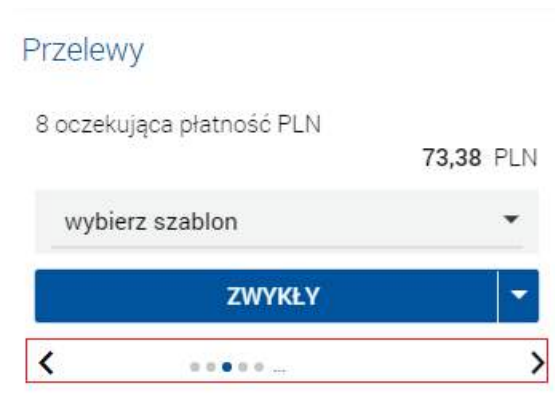 Przelewy
8 oczekująca płatność PLN
73,38 PLN
wybierz szablon
ZWYKŁY
...